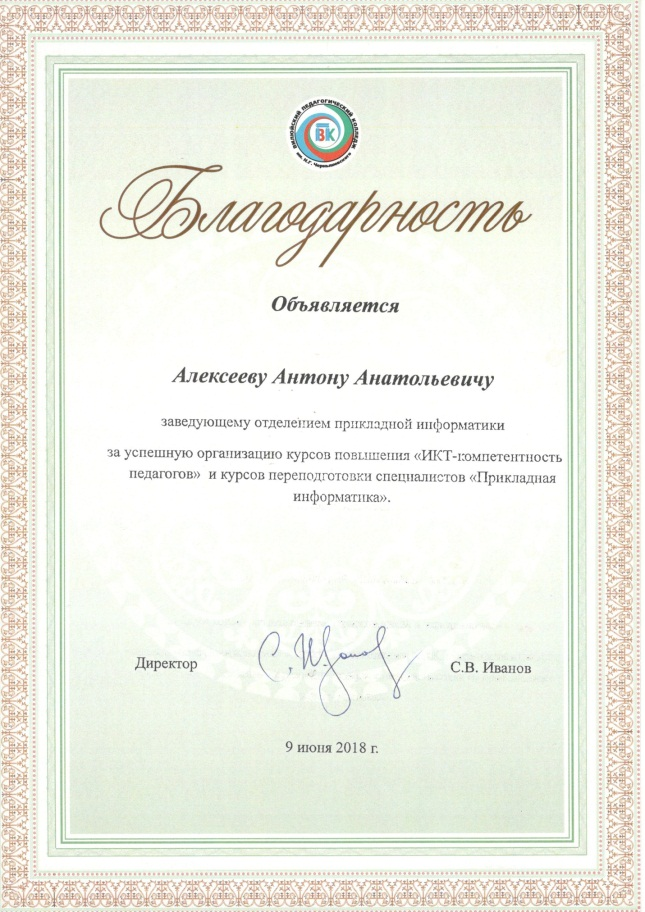 ВИЛЮЙСКИЙ ПЕДАГОГИЧЕСКИЙ КОЛЛЕДЖ
им. Н.Г. Чернышевского
ВПК
Благодарность
Объявляется
Алексееву Антону Анатольевичу
заведующему отделением прикладной информатики
за успешную организацию курсов повышения «ИКТ-компетентность
педагогов» и курсов переподготовки специалистов «Прикладная
информатика».
Директор
С.В. Иванов
9 июня 2018 г.